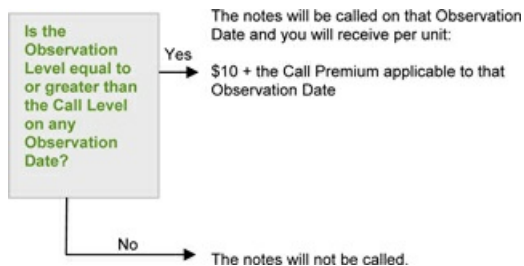 Is the
Observation
Level equal to
or greater than
the Call Level
on any
Observation
Date?
Yes
The notes will be called on that Observation
Date and you will receive per unit:
$10 + the Call Premium applicable to that
Observation Date
No
The notes will not be called.